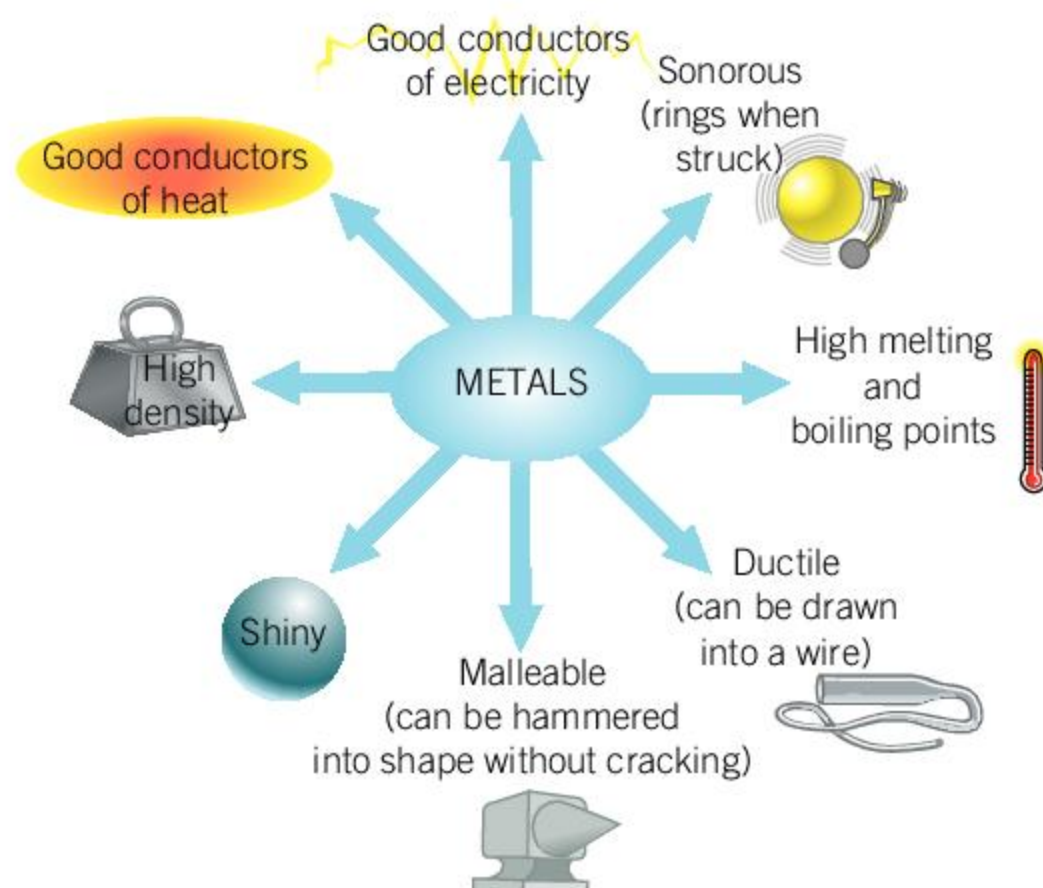 Good conductors
of electricity
Sonorous
(rings when
struck)
Good conductors
of heat
High melting
and
boiling points
METALS
High
density
Ductile
(can be drawn
into a wire)
Shiny
Malleable
(can be hammered
into shape without cracking)